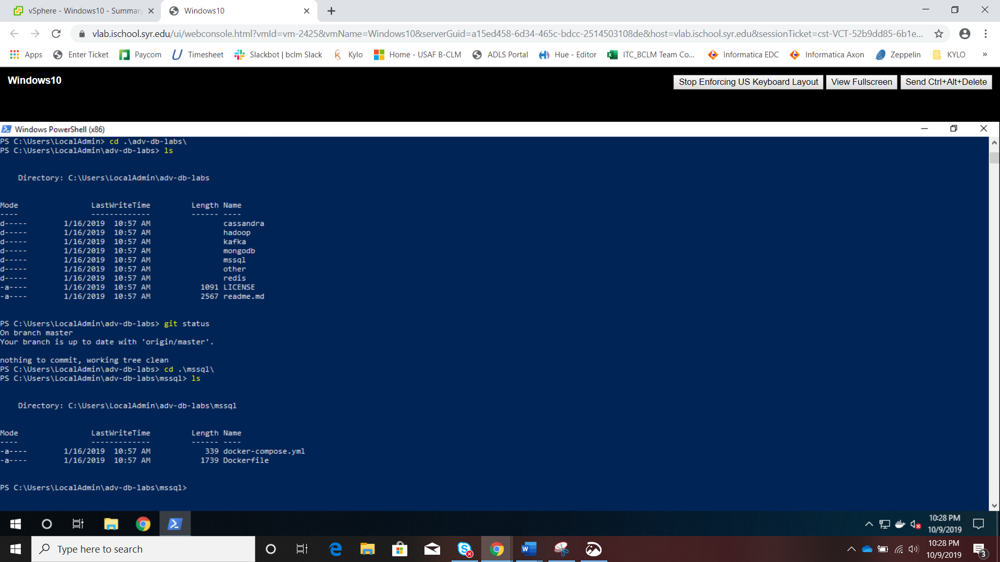 vSphere - Windows10 - Summar
Windows10
vlab.ischool.syr.edu/ui/webconsole.html?vmId=vm-2425&vmName=Windows10&serverGuid=a15ed458-6d34-465c-bdcc-2514503108de&host=vlab.ischool.syr.edu&sessionTicket=cst-VCT-52b9dd85-6b1e...
Apps Enter Ticket Paycom Timesheet Slackbot | bclm Slack Kylo Home - USAF B-CLM ADLS Portal Hue - Editor ITC_BCLM Team Co... Informatica EDC Informatica Axon Zeppelin KYLO »
Windows10 Stop Enforcing US Keyboard Layout View Fullscreen Send Ctrl+Alt+Delete
Windows PowerShell (x86)
PS C:\Users\LocalAdmin> cd .\adv-db-labs\
PS C:\Users\LocalAdmin\adv-db-labs> ls
Directory: C:\Users\LocalAdmin\adv-db-labs
Mode LastWriteTime Length Name
---- ------------- ------ ----
d----- 1/16/2019 10:57 AM cassandra
d----- 1/16/2019 10:57 AM hadoop
d----- 1/16/2019 10:57 AM kafka
d----- 1/16/2019 10:57 AM mongodb
d----- 1/16/2019 10:57 AM mssql
d----- 1/16/2019 10:57 AM other
d----- 1/16/2019 10:57 AM redis
-a---- 1/16/2019 10:57 AM 1091 LICENSE
-a---- 1/16/2019 10:57 AM 2567 readme.md
PS C:\Users\LocalAdmin\adv-db-labs> git status
On branch master
Your branch is up to date with 'origin/master'.
nothing to commit, working tree clean
PS C:\Users\LocalAdmin\adv-db-labs> cd .\mssql\
PS C:\Users\LocalAdmin\adv-db-labs\mssql> ls
Directory: C:\Users\LocalAdmin\adv-db-labs\mssql
Mode LastWriteTime Length Name
---- ------------- ------ ----
-a---- 1/16/2019 10:57 AM 339 docker-compose.yml
-a---- 1/16/2019 10:57 AM 1739 Dockerfile
PS C:\Users\LocalAdmin\adv-db-labs\mssql>
10:28 PM
10/9/2019
Type here to search
10:28 PM
10/9/2019
3